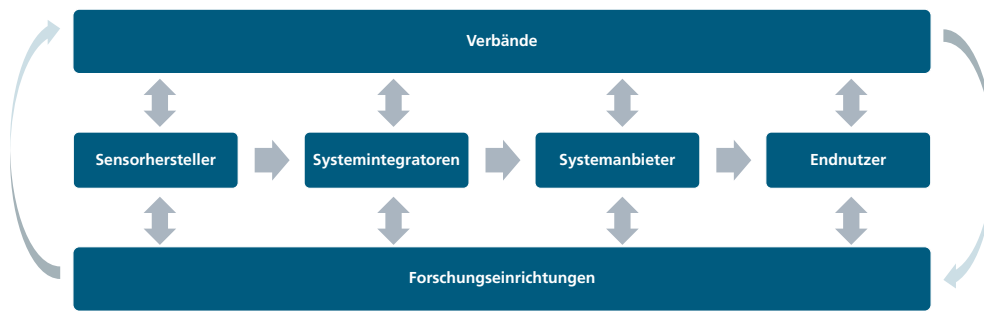 Verbände
Sensorhersteller
Systemintegratoren
Systemanbieter
Endnutzer
Forschungseinrichtungen